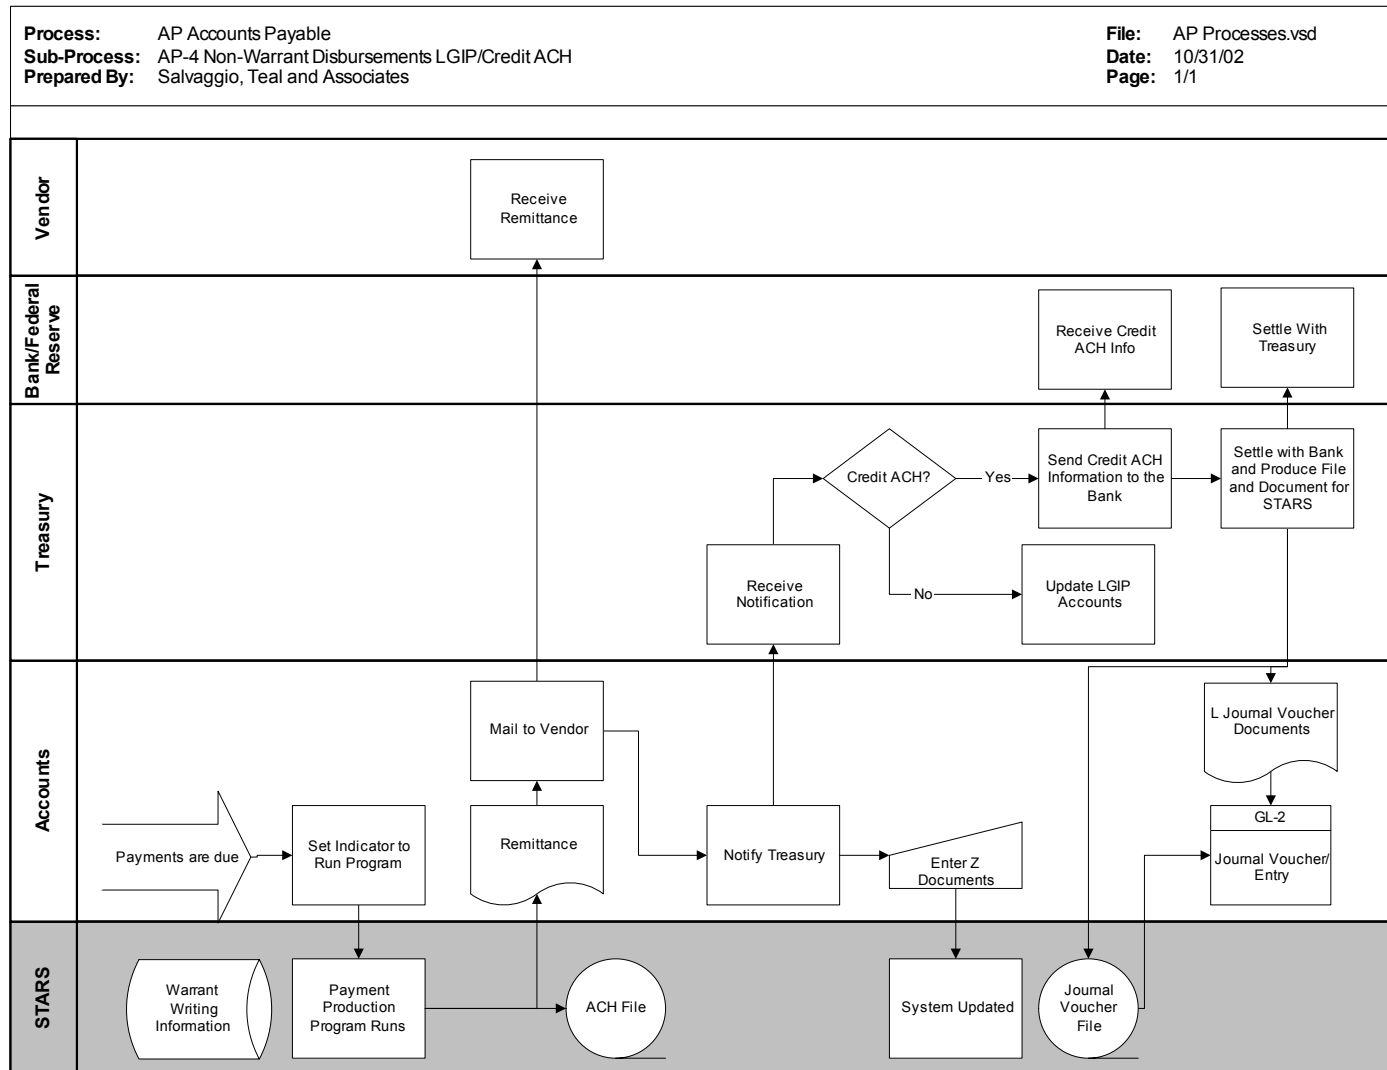 Process: AP Accounts Payable
Sub-Process: AP-4 Non-Warrant Disbursements LGIP/Credit ACH
Prepared By: Salvaggio, Teal and Associates
File: AP Processes.vsd
Date: 10/31/02
Page: 1/1
Vendor
Receive
Remittance
Bank/Federal
Reserve
Receive Credit
ACH Info
Settle With
Treasury
Treasury
Credit ACH?
Yes
Send Credit ACH
Information to the
Bank
Settle with Bank
and Produce File
and Document for
STARS
Receive
Notification
No
Update LGIP
Accounts
Accounts
Payments are due
Set Indicator to
Run Program
Mail to Vendor
Remittance
Notify Treasury
Enter Z
Documents
L Journal Voucher
Documents
GL-2
Journal Voucher/
Entry
STARS
Warrant
Writing
Information
Payment
Production
Program Runs
ACH File
System Updated
Journal
Voucher
File